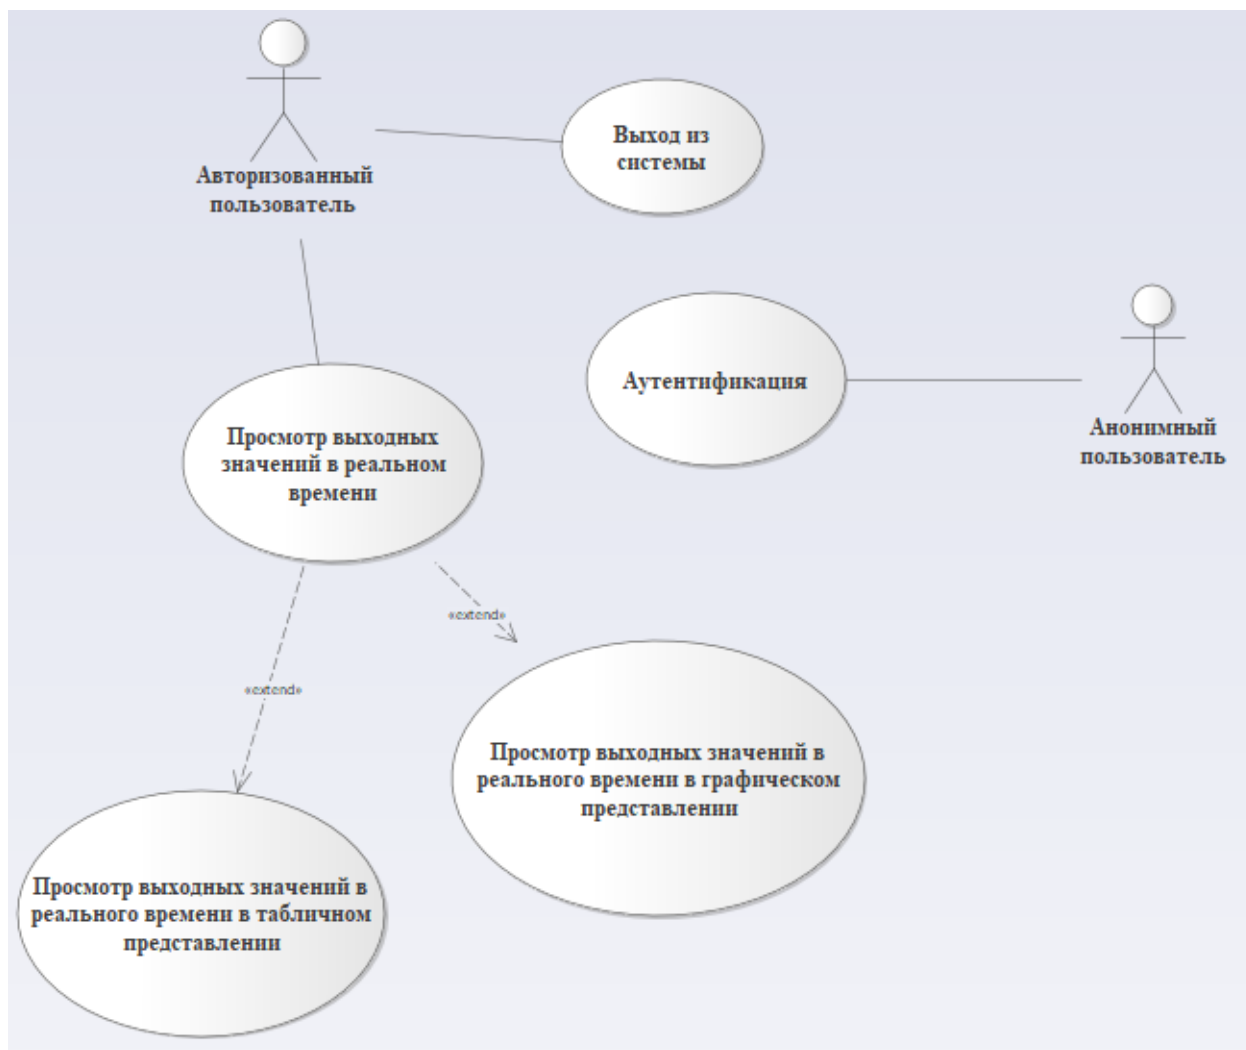 Авторизованный
пользователь
Выход из
системы
Аутентификация
Анонимный
пользователь
Просмотр выходных
значений в реальном
времени
«extend»
«extend»
Просмотр выходных значений в
реального времени в графическом
представлении
Просмотр выходных значений в
реального времени в табличном
представлении